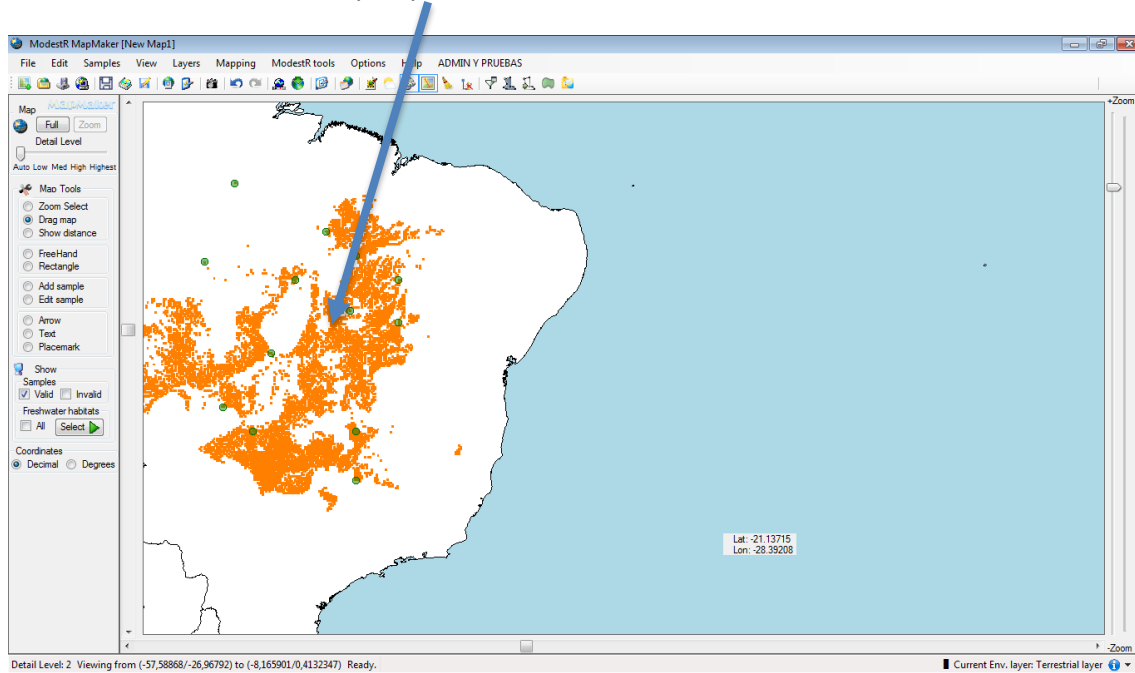 ModestR MapMaker [New Map1]
File Edit Samples View Layers Mapping ModestR tools Options Help ADMIN Y PRUEBAS
Map MapMaker
+Zoom
Full Zoom
Detail Level
Auto Low Med High Highest
Map Tools
Zoom Select
Drag map
Show distance
FreeHand
Rectangle
Add sample
Edit sample
Arrow
Text
Placemark
Show
Samples
Valid Invalid
Freshwater habitats
All Select
Coordinates
Decimal Degrees
Lat: -21.13715
Lon: -28.39208
-Zoom
Detail Level: 2 Viewing from (-57,58868/-26,96792) to (-8,165901/0,4132347) Ready.
Current Env. layer: Terrestrial layer